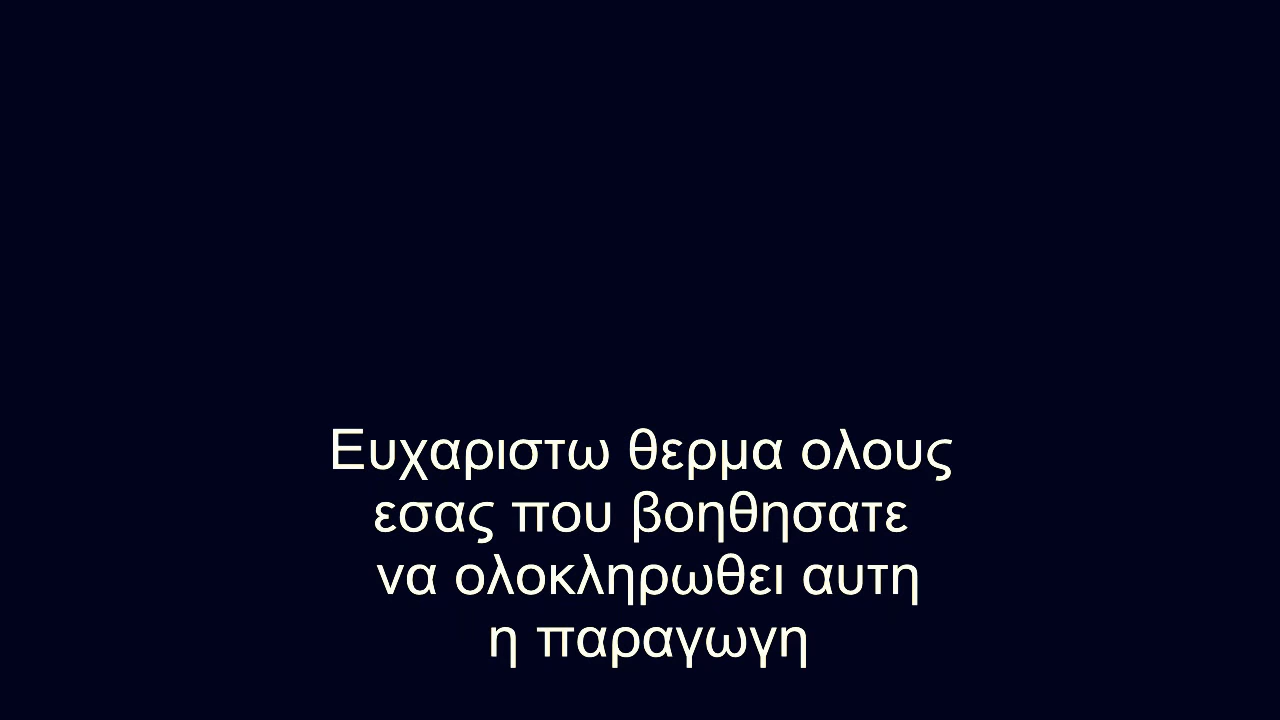 Ευχαριστω θερμα ολους
εσας που βοηθησατε
να ολοκληρωθει αυτη
η παραγωγη